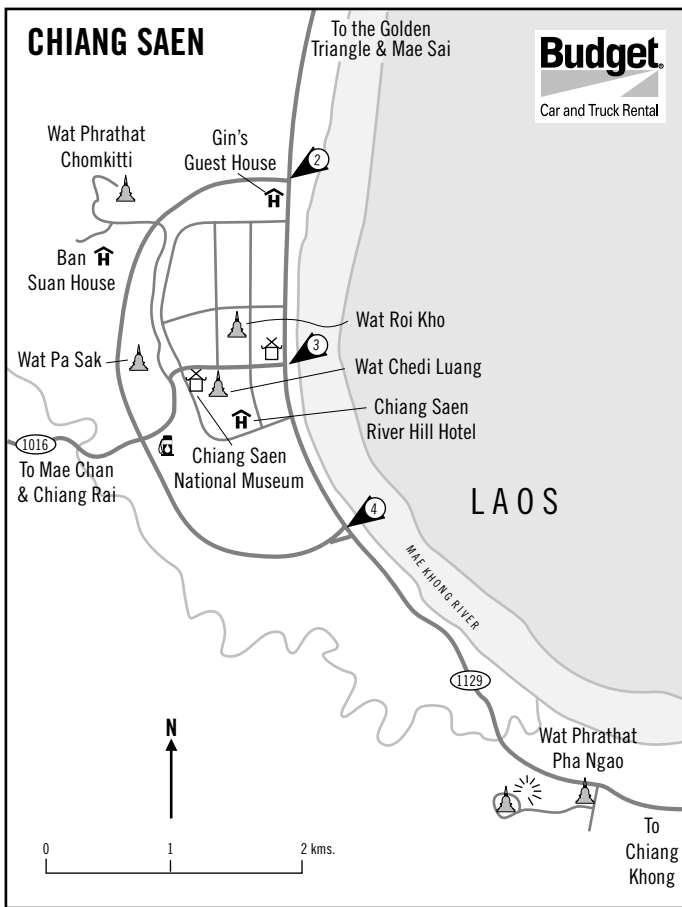 CHIANG SAEN
To the Golden
Triangle & Mae Sai
Budget®
Car and Truck Rental
Wat Phrathat
Chomkitti
Gin's
Guest House
2
Ban
Suan House
Wat Roi Kho
3
Wat Pa Sak
Wat Chedi Luang
Chiang Saen
River Hill Hotel
1016
To Mae Chan
& Chiang Rai
Chiang Saen
National Museum
LAOS
4
MAE KHONG RIVER
1129
N
Wat Phrathat
Pha Ngao
0 1 2 kms.
To
Chiang
Khong